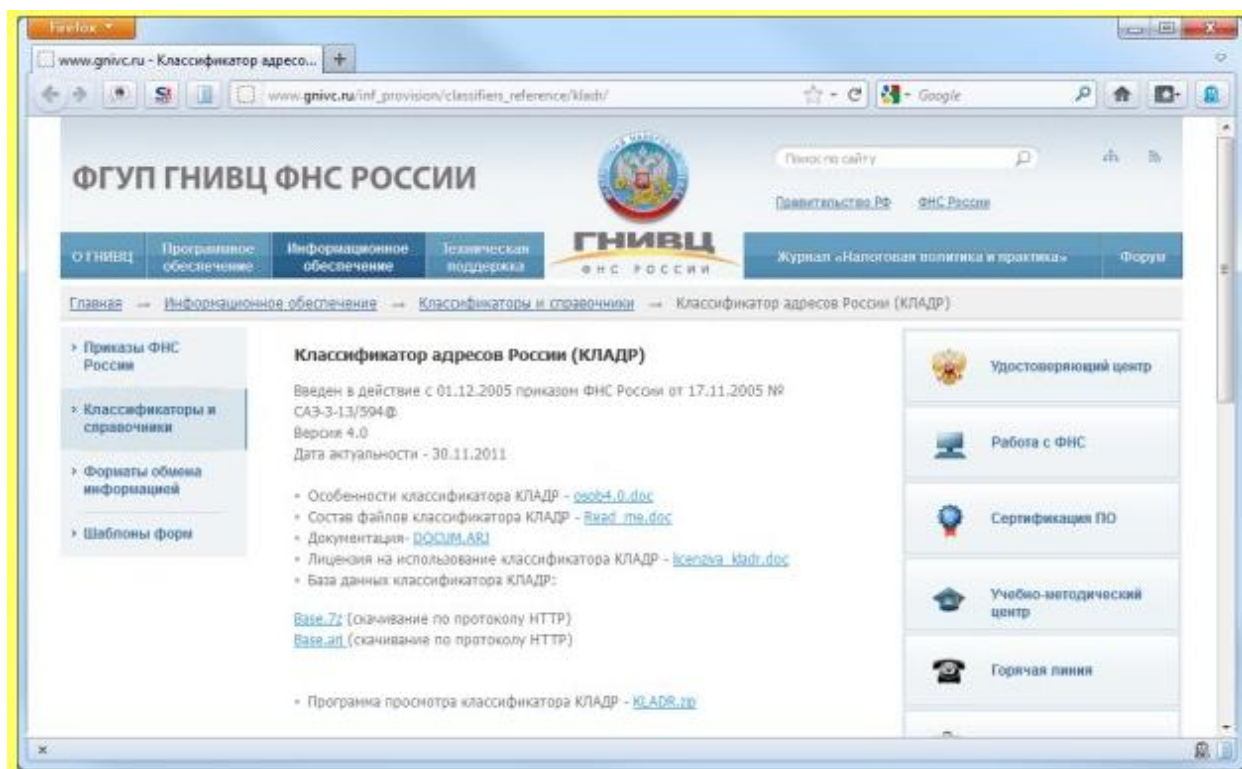 Firefox
www.gnivc.ru - Классификатор адресо...
www.gnivc.ru/inf_provision/classifiers_reference/kladr/
Google
ФГУП ГНИВЦ ФНС РОССИИ
Поиск по сайту
Правительство РФ ФНС России
ГНИВЦ
ФНС РОССИИ
О ГНИВЦ Программное обеспечение Информационное обеспечение Техническая поддержка Журнал «Налоговая политика и практика» Форум
Главная → Информационное обеспечение → Классификаторы и справочники → Классификатор адресов России (КЛАДР)
› Приказы ФНС
России
› Классификаторы и
справочники
› Форматы обмена
информацией
› Шаблоны форм
Классификатор адресов России (КЛАДР)
Введен в действие с 01.12.2005 приказом ФНС России от 17.11.2005 №
САЭ-3-13/594@
Версия 4.0
Дата актуальности - 30.11.2011
• Особенности классификатора КЛАДР - osob4.0.doc
• Состав файлов классификатора КЛАДР - Read_me.doc
• Документация- DOCUM.ARJ
• Лицензия на использование классификатора КЛАДР - licenziya_kladr.doc
• База данных классификатора КЛАДР:
Base.7z (скачивание по протоколу HTTP)
Base.arj (скачивание по протоколу HTTP)
• Программа просмотра классификатора КЛАДР - KLADR.zip
Удостоверяющий центр
Работа с ФНС
Сертификация ПО
Учебно-методический
центр
Горячая линия